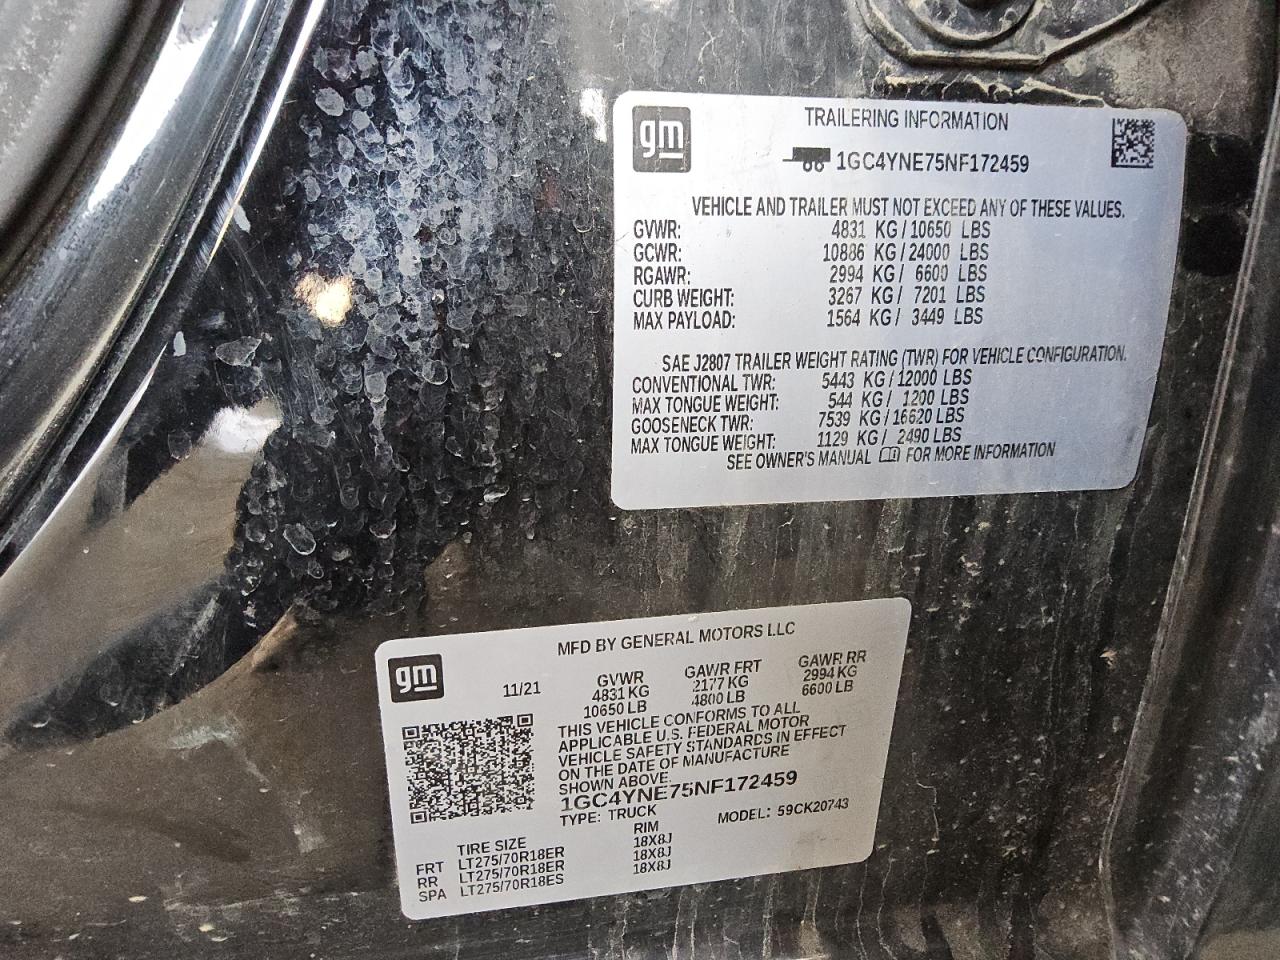 gm
TRAILERING INFORMATION
1GC4YNE75NF172459
VEHICLE AND TRAILER MUST NOT EXCEED ANY OF THESE VALUES.
GVWR: 4831 KG / 10650 LBS
GCWR: 10886 KG / 24000 LBS
RGAWR: 2994 KG / 6600 LBS
CURB WEIGHT: 3267 KG / 7201 LBS
MAX PAYLOAD: 1564 KG / 3449 LBS
SAE J2807 TRAILER WEIGHT RATING (TWR) FOR VEHICLE CONFIGURATION.
CONVENTIONAL TWR: 5443 KG / 12000 LBS
MAX TONGUE WEIGHT: 544 KG / 1200 LBS
GOOSENECK TWR: 7539 KG / 16620 LBS
MAX TONGUE WEIGHT: 1129 KG / 2490 LBS
SEE OWNER'S MANUAL FOR MORE INFORMATION
gm
MFD BY GENERAL MOTORS LLC
11/21
GVWR GAWR FRT GAWR RR
4831 KG 2177 KG 2994 KG
10650 LB 4800 LB 6600 LB
THIS VEHICLE CONFORMS TO ALL
APPLICABLE U.S. FEDERAL MOTOR
VEHICLE SAFETY STANDARDS IN EFFECT
ON THE DATE OF MANUFACTURE
SHOWN ABOVE.
1GC4YNE75NF172459
TYPE: TRUCK MODEL: 59CK20743
TIRE SIZE RIM
FRT LT275/70R18ER 18X8J
RR LT275/70R18ER 18X8J
SPA LT275/70R18ES 18X8J